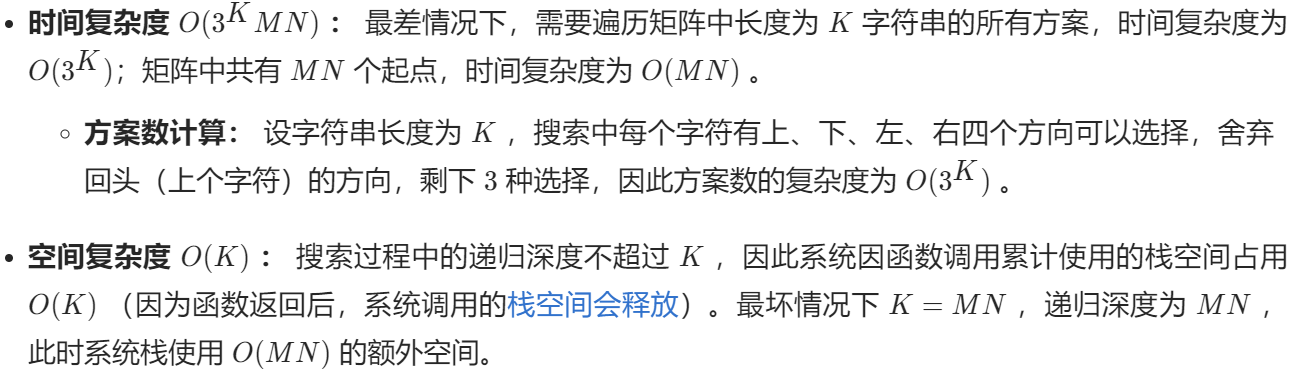 • 时间复杂度 O(3^K MN) ： 最差情况下，需要遍历矩阵中长度为 K 字符串的所有方案，时间复杂度为
O(3^K)；矩阵中共有 MN 个起点，时间复杂度为 O(MN) 。
◦ 方案数计算： 设字符串长度为 K ，搜索中每个字符有上、下、左、右四个方向可以选择，舍弃
回头（上个字符）的方向，剩下 3 种选择，因此方案数的复杂度为 O(3^K) 。
• 空间复杂度 O(K) ： 搜索过程中的递归深度不超过 K ，因此系统因函数调用累计使用的栈空间占用
O(K) （因为函数返回后，系统调用的栈空间会释放）。最坏情况下 K = MN ，递归深度为 MN ，
此时系统栈使用 O(MN) 的额外空间。